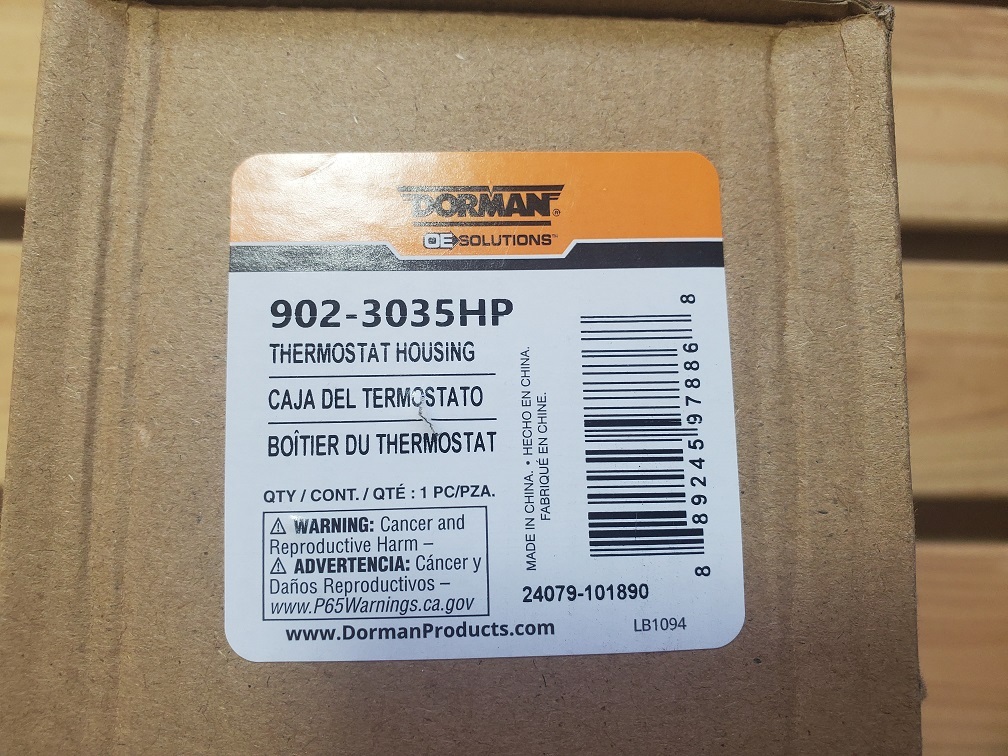 DORMAN®
OE SOLUTIONS™
902-3035HP
THERMOSTAT HOUSING
CAJA DEL TERMOSTATO
BOÎTIER DU THERMOSTAT
QTY / CONT. / QTÉ : 1 PC/PZA.
⚠ WARNING: Cancer and
Reproductive Harm –
⚠ ADVERTENCIA: Cáncer y
Daños Reproductivos –
www.P65Warnings.ca.gov
www.DormanProducts.com
MADE IN CHINA. • HECHO EN CHINA.
FABRIQUÉ EN CHINE.
8 89245 97886 8
24079-101890
LB1094